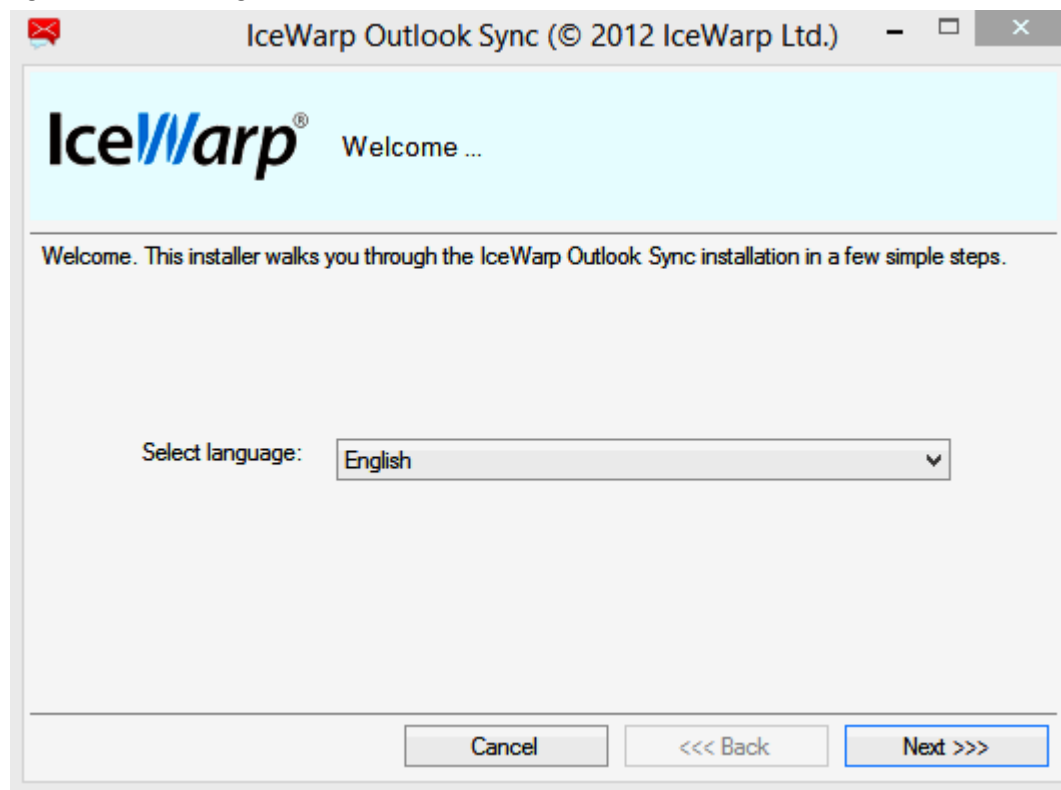 IceWarp Outlook Sync (© 2012 IceWarp Ltd.)
IceWarp® Welcome ...
Welcome. This installer walks you through the IceWarp Outlook Sync installation in a few simple steps.
Select language: English
Cancel <<< Back Next >>>